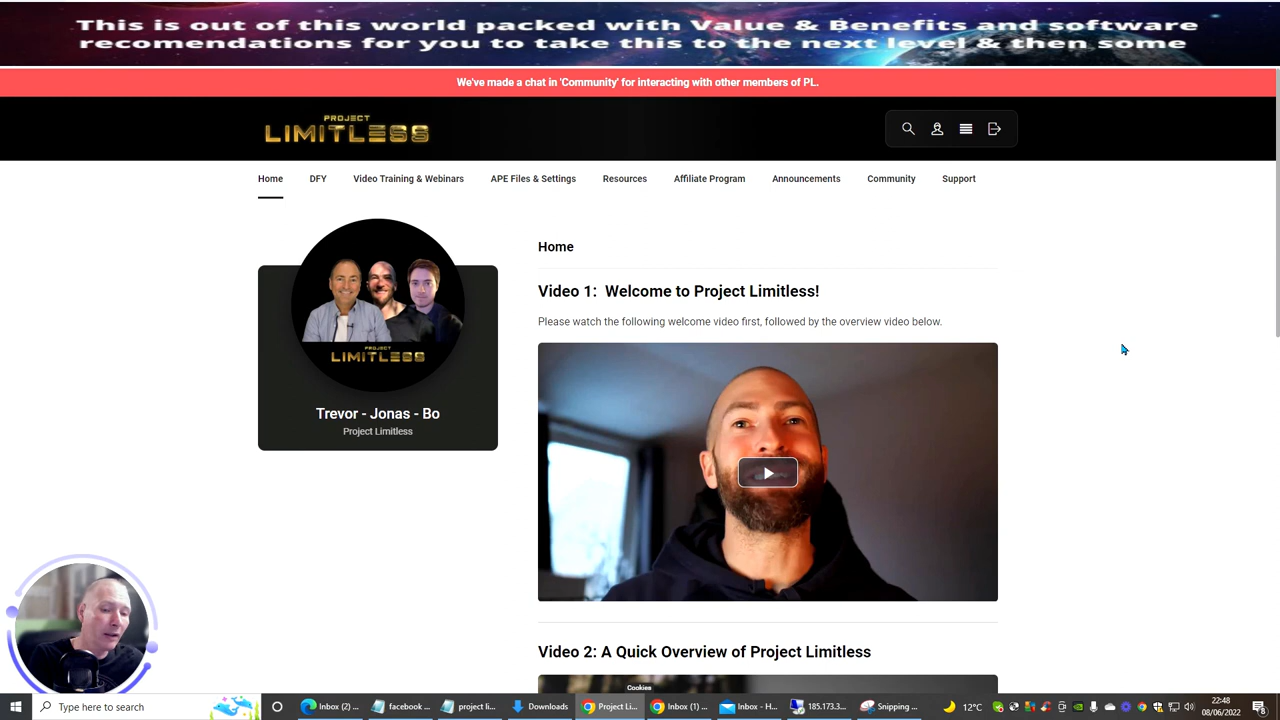 This is out of this world packed with Value & Benefits and software
recomendations for you to take this to the next level & then some
We've made a chat in 'Community' for interacting with other members of PL.
PROJECT
LIMITLESS
Home DFY Video Training & Webinars APE Files & Settings Resources Affiliate Program Announcements Community Support
PROJECT
LIMITLESS
Trevor - Jonas - Bo
Project Limitless
Home
Video 1: Welcome to Project Limitless!
Please watch the following welcome video first, followed by the overview video below.
Video 2: A Quick Overview of Project Limitless
Cookies
Type here to search
Inbox (2) ...
facebook ...
project li...
Downloads
Project Li...
Inbox (1) ...
Inbox - H...
185.173.3...
Snipping ...
12°C
22:48
08/06/2022